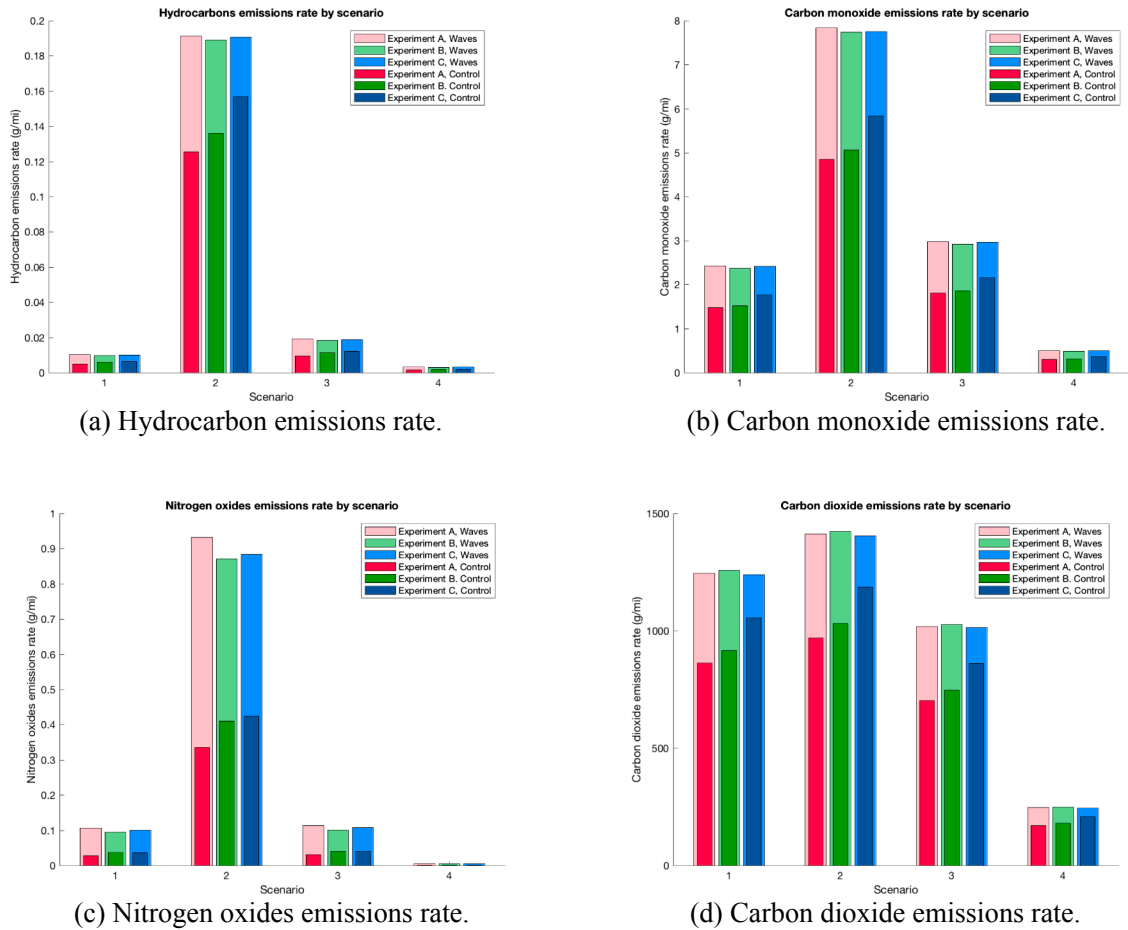 Hydrocarbons emissions rate by scenario
0.2
0.18
0.16
0.14
0.12
0.1
0.08
0.06
0.04
0.02
0
Hydrocarbon emissions rate (g/mi)
Experiment A, Waves
Experiment B, Waves
Experiment C, Waves
Experiment A, Control
Experiment B. Control
Experiment C, Control
1 2 3 4
Scenario
(a) Hydrocarbon emissions rate.
Carbon monoxide emissions rate by scenario
8
7
6
5
4
3
2
1
0
Carbon monoxide emissions rate (g/mi)
Experiment A, Waves
Experiment B, Waves
Experiment C, Waves
Experiment A, Control
Experiment B. Control
Experiment C, Control
1 2 3 4
Scenario
(b) Carbon monoxide emissions rate.
Nitrogen oxides emissions rate by scenario
1
0.9
0.8
0.7
0.6
0.5
0.4
0.3
0.2
0.1
0
Nitrogen oxides emissions rate (g/mi)
Experiment A, Waves
Experiment B, Waves
Experiment C, Waves
Experiment A, Control
Experiment B. Control
Experiment C, Control
1 2 3 4
Scenario
(c) Nitrogen oxides emissions rate.
Carbon dioxide emissions rate by scenario
1500
1000
500
0
Carbon dioxide emissions rate (g/mi)
Experiment A, Waves
Experiment B, Waves
Experiment C, Waves
Experiment A, Control
Experiment B. Control
Experiment C, Control
1 2 3 4
Scenario
(d) Carbon dioxide emissions rate.